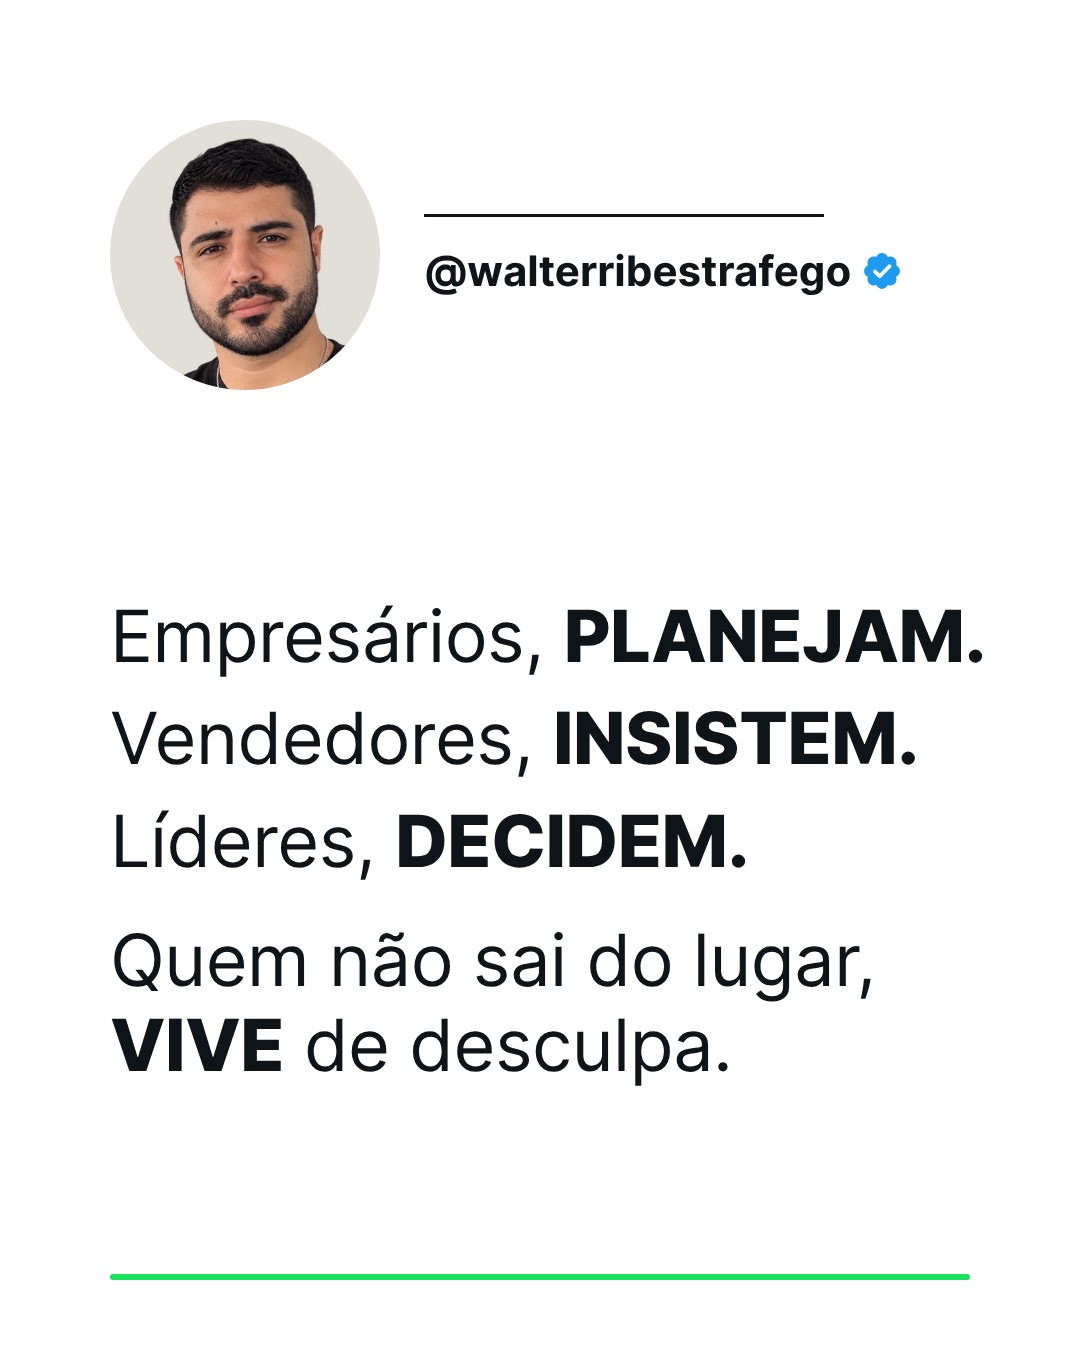 @walterribestrafego
Empresários, PLANEJAM.
Vendedores, INSISTEM.
Líderes, DECIDEM.
Quem não sai do lugar,
VIVE de desculpa.